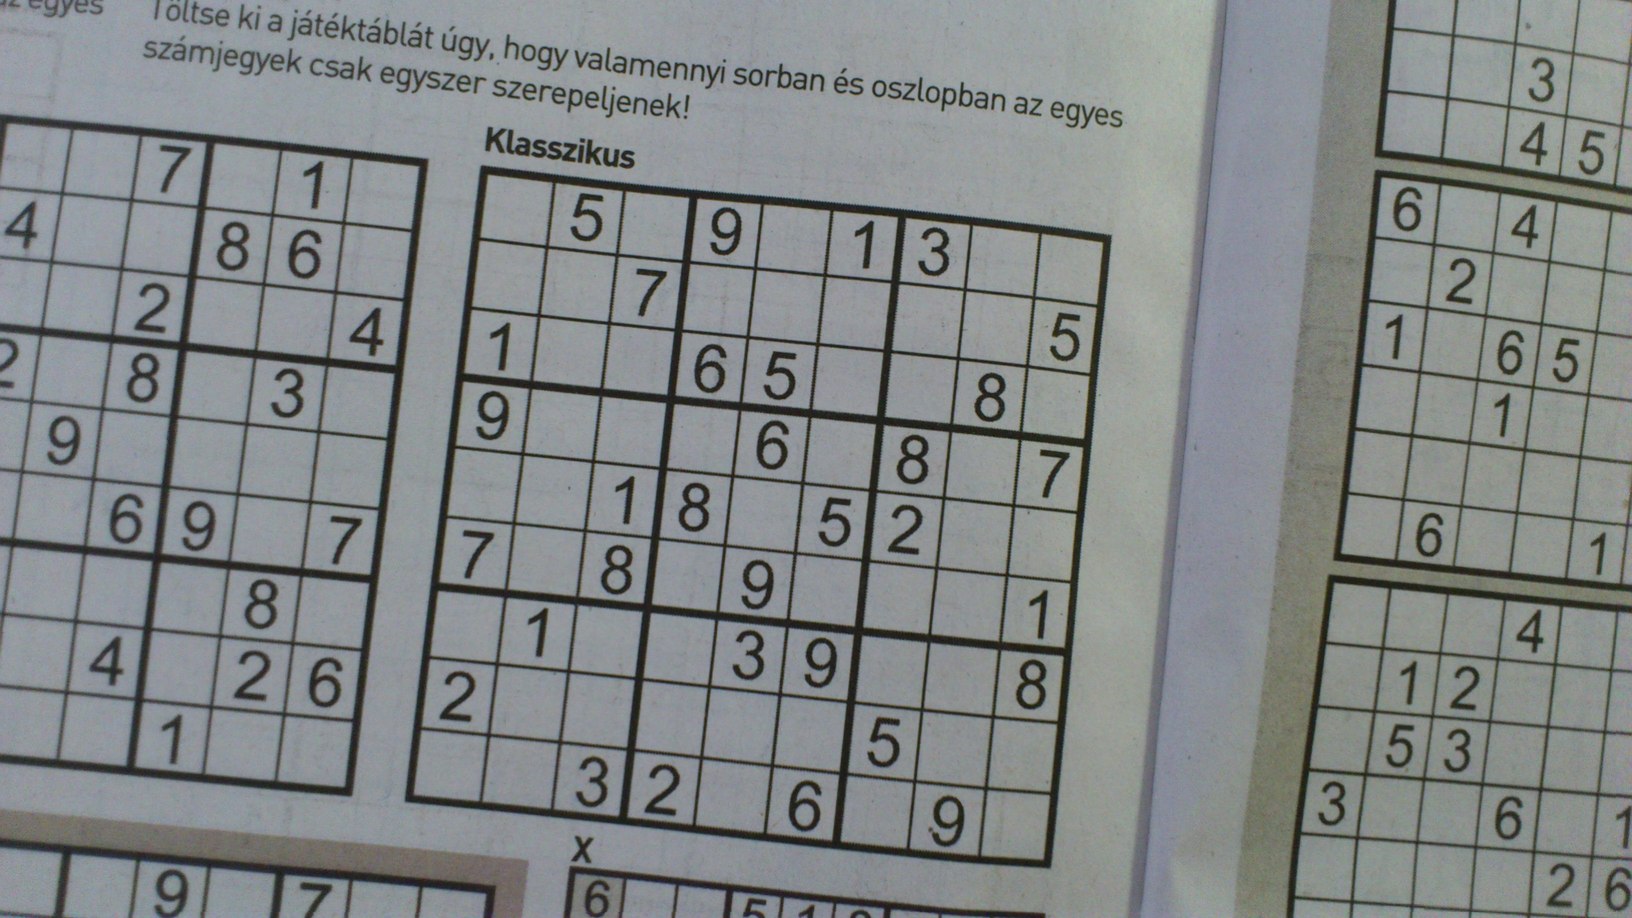 egyes
Töltse ki a játéktáblát úgy, hogy valamennyi sorban és oszlopban az egyes
számjegyek csak egyszer szerepeljenek!
7 1
4 8 6
2 4
2 8 3
9
6 9 7
8
4 2 6
1
9 7
Klasszikus
5 9 1 3
7 5
1 6 5 8
9 6 8 7
1 8 5 2
7 8 9 1
1 3 9 8
2 5
3 2 6 9
x
6 5 1
3
4 5
6 4
2
1 6 5
1
6 1
4
1 2
5 3
3 6 1
2 6